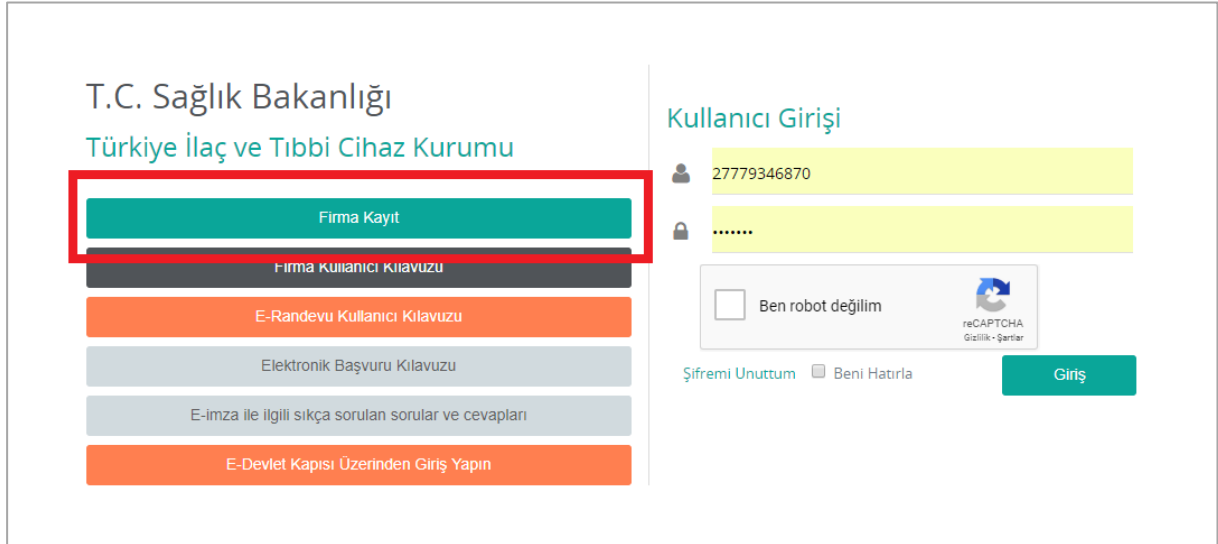 T.C. Sağlık Bakanlığı
Türkiye İlaç ve Tıbbi Cihaz Kurumu
Firma Kayıt
Firma Kullanıcı Kılavuzu
E-Randevu Kullanıcı Kılavuzu
Elektronik Başvuru Kılavuzu
E-imza ile ilgili sıkça sorulan sorular ve cevapları
E-Devlet Kapısı Üzerinden Giriş Yapın
Kullanıcı Girişi
27779346870
•••••••
Ben robot değilim
reCAPTCHA
Gizlilik - Şartlar
Şifremi Unuttum Beni Hatırla
Giriş